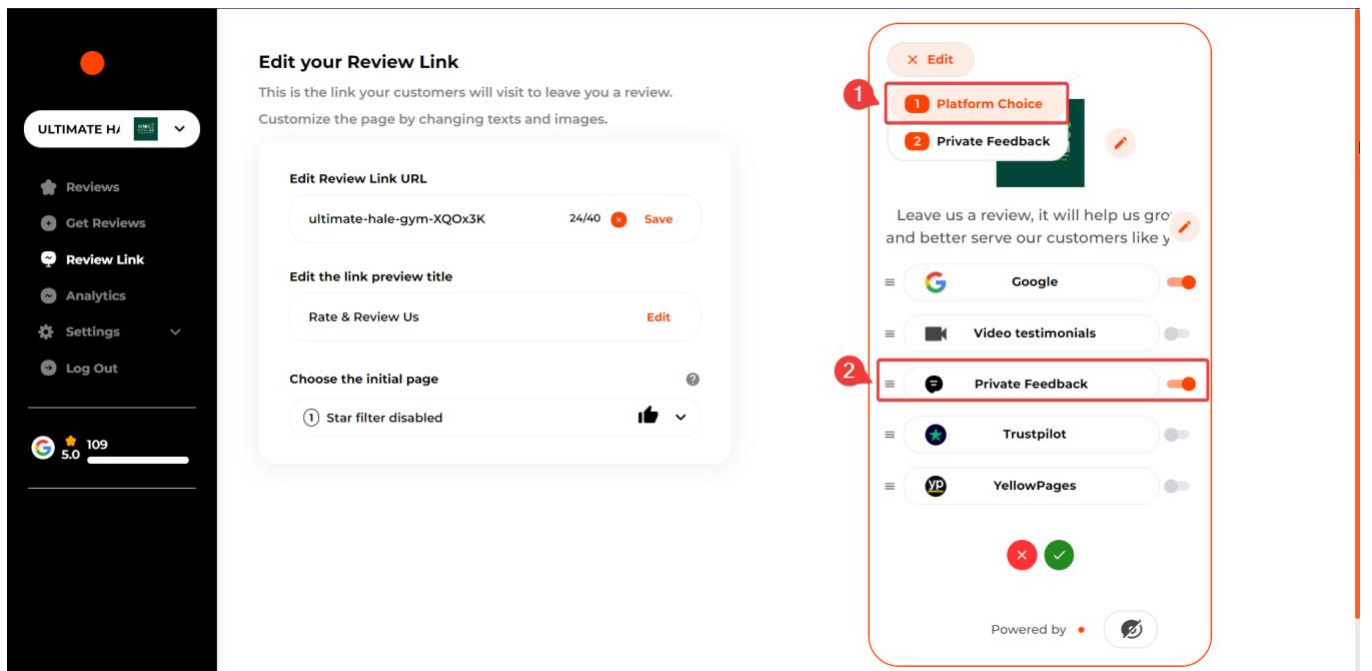 ULTIMATE HA
Reviews
Get Reviews
Review Link
Analytics
Settings
Log Out
109
5.0
Edit your Review Link
This is the link your customers will visit to leave you a review.
Customize the page by changing texts and images.
Edit Review Link URL
ultimate-hale-gym-XQOx3K 24/40 Save
Edit the link preview title
Rate & Review Us Edit
Choose the initial page
1 Star filter disabled
Edit
1
1 Platform Choice
2 Private Feedback
Leave us a review, it will help us gro
and better serve our customers like y
Google
Video testimonials
2
Private Feedback
Trustpilot
YP YellowPages
Powered by